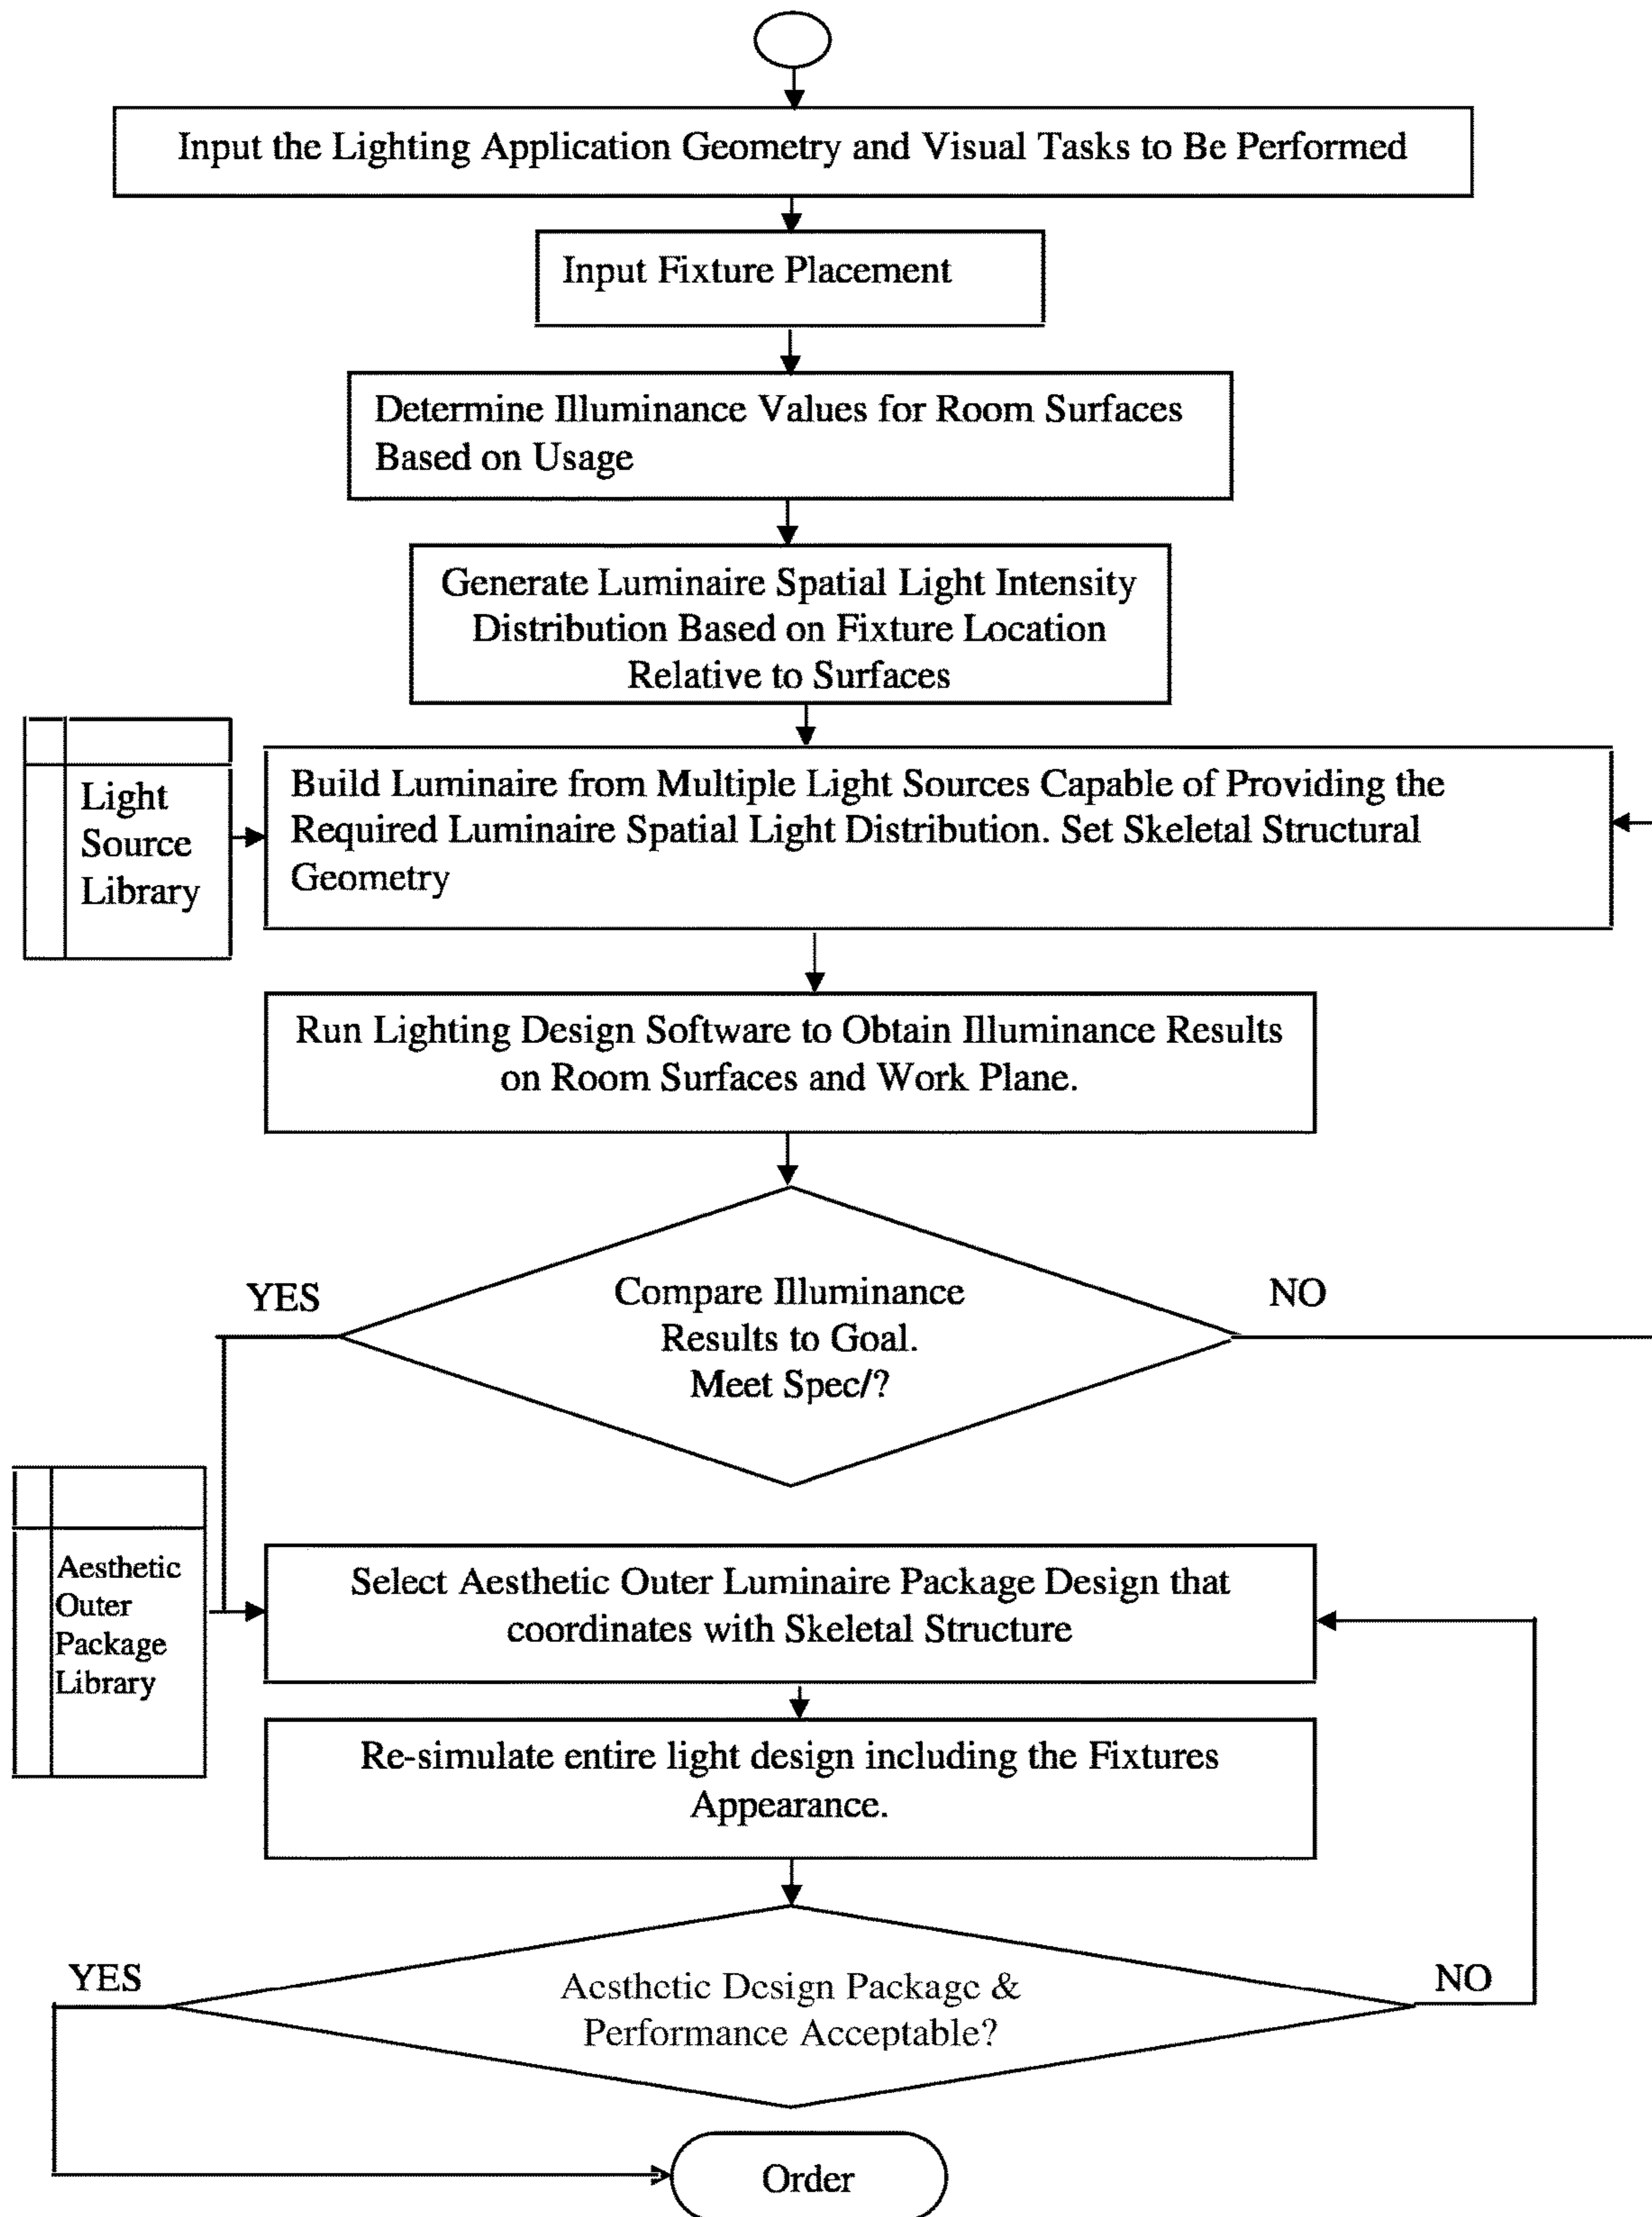 Input the Lighting Application Geometry and Visual Tasks to Be Performed
Input Fixture Placement
Determine Illuminance Values for Room Surfaces
Based on Usage
Generate Luminaire Spatial Light Intensity
Distribution Based on Fixture Location
Relative to Surfaces
Light
Source
Library
Build Luminaire from Multiple Light Sources Capable of Providing the
Required Luminaire Spatial Light Distribution. Set Skeletal Structural
Geometry
Run Lighting Design Software to Obtain Illuminance Results
on Room Surfaces and Work Plane.
YES
NO
Compare Illuminance
Results to Goal.
Meet Spec/?
Aesthetic
Outer
Package
Library
Select Aesthetic Outer Luminaire Package Design that
coordinates with Skeletal Structure
Re-simulate entire light design including the Fixtures
Appearance.
YES
NO
Aesthetic Design Package &
Performance Acceptable?
Order